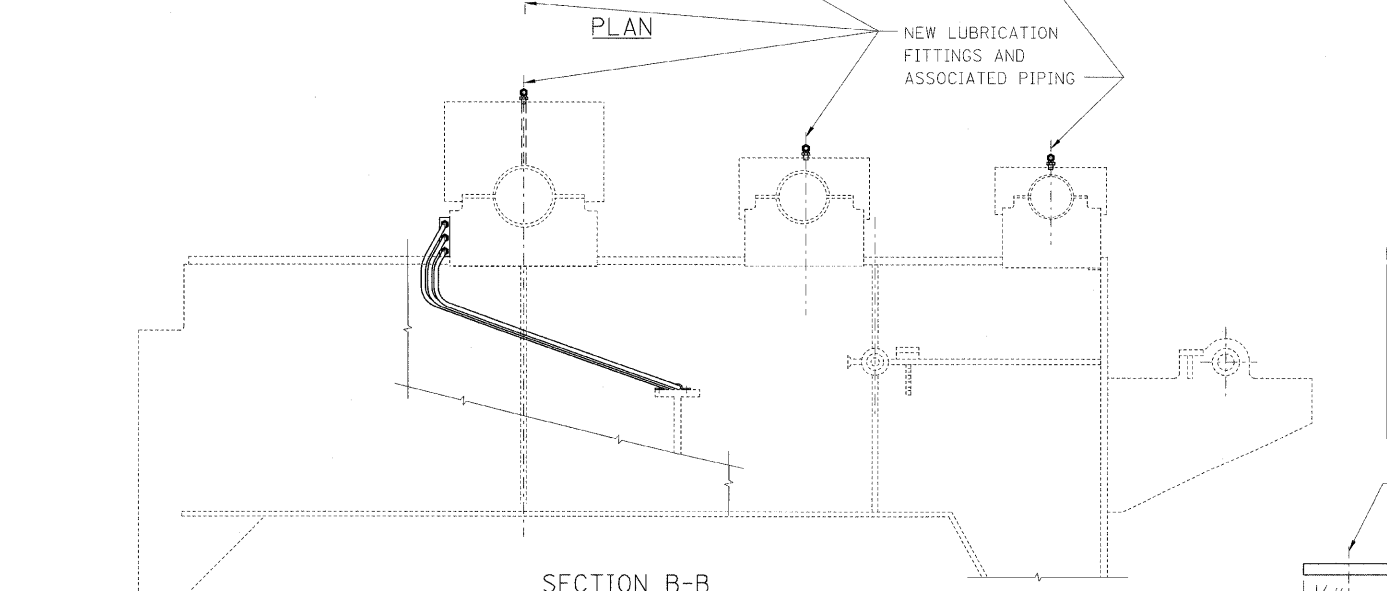 PLAN
NEW LUBRICATION
FITTINGS AND
ASSOCIATED PIPING
SECTION B-B